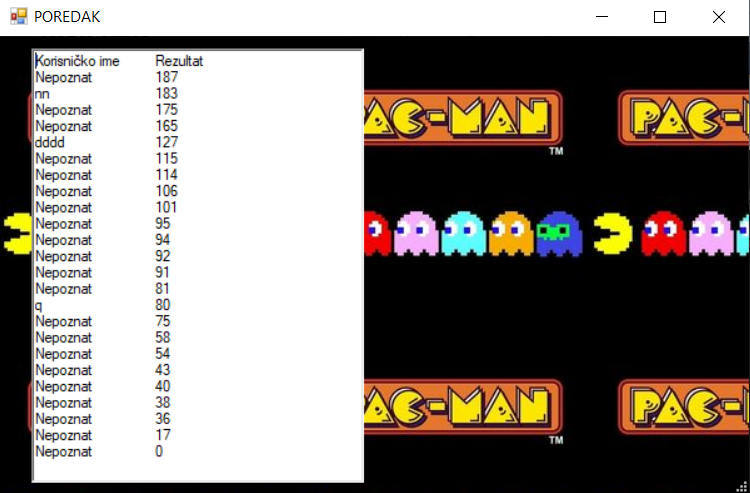 POREDAK
Korisničko ime Rezultat
Nepoznat 187
nn 183
Nepoznat 175
Nepoznat 165
dddd 127
Nepoznat 115
Nepoznat 114
Nepoznat 106
Nepoznat 101
Nepoznat 95
Nepoznat 94
Nepoznat 92
Nepoznat 91
Nepoznat 81
q 80
Nepoznat 75
Nepoznat 58
Nepoznat 54
Nepoznat 43
Nepoznat 40
Nepoznat 38
Nepoznat 36
Nepoznat 17
Nepoznat 0
PAC-MAN TM
PAC-M
PAC-MAN TM
PAC-M